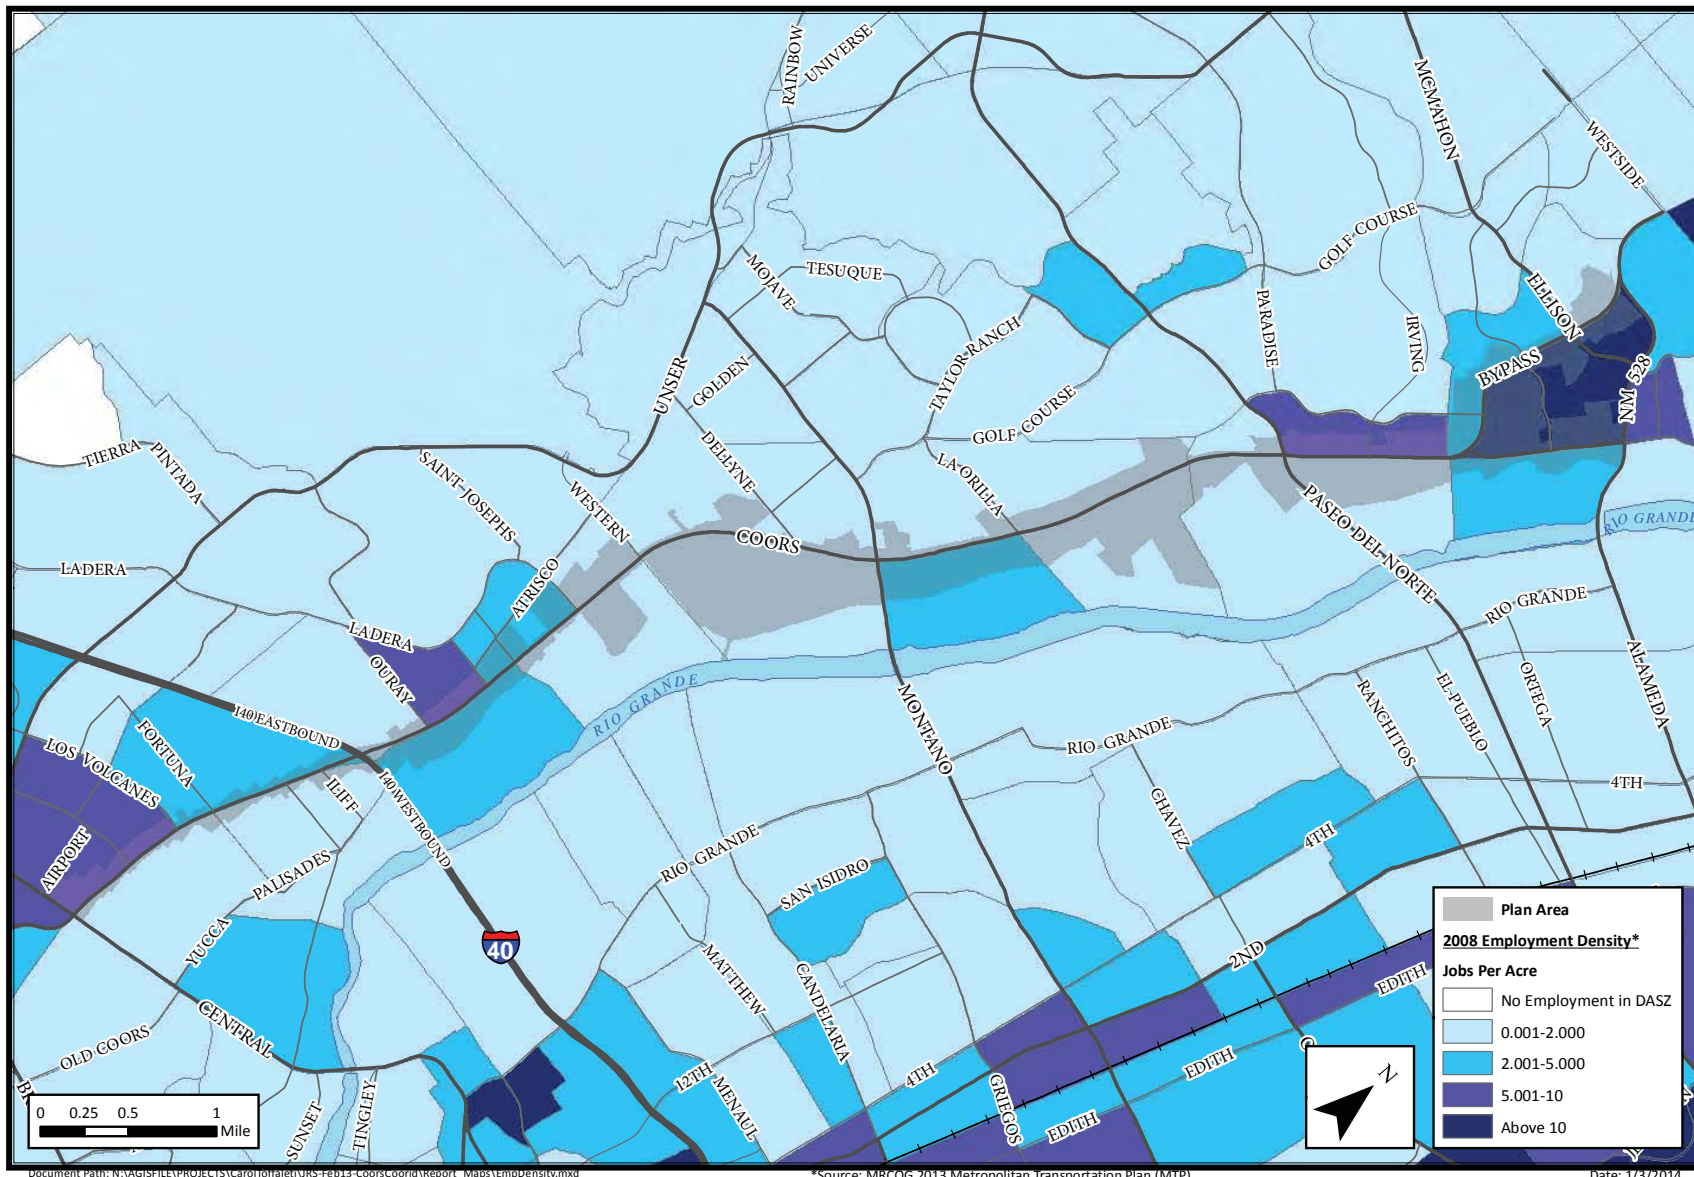 RAINBOW
UNIVERSE
MCMAHON
WESTSIDE
GOLF COURSE
MOJAVE
TESUQUE
TAYLOR RANCH
PARADISE
IRVING
ELLISON
BYPASS
NM 528
UNSER
GOLDEN
DELLYNE
GOLF COURSE
LA ORILLA
TIERRA
PINTADA
SAINT JOSEPHS
WESTERN
COORS
PASEO DEL NORTE
RIO GRANDE
LADERA
ATRISCO
LADERA
OURAY
RIO GRANDE
RIO GRANDE
ALAMEDA
ORTEGA
EL PUEBLO
RANCHITOS
I40 EASTBOUND
MONTANO
RIO GRANDE
LOS VOLCANES
FORTUNA
ILIFF
I40 WESTBOUND
CHAVEZ
4TH
4TH
AIRPORT
PALISADES
RIO GRANDE
SAN ISIDRO
YUCCA
40
MATTHEW
CANDELARIA
2ND
EDITH
CENTRAL
OLD COORS
12TH
MENAUL
4TH
GRIEGOS
EDITH
EDITH
SUNSET
TINGLEY
0 0.25 0.5 1
Mile
N
Plan Area
2008 Employment Density*
Jobs Per Acre
No Employment in DASZ
0.001-2.000
2.001-5.000
5.001-10
Above 10
*Source: MRCOG 2013 Metropolitan Transportation Plan (MTP)
Date: 1/3/2014